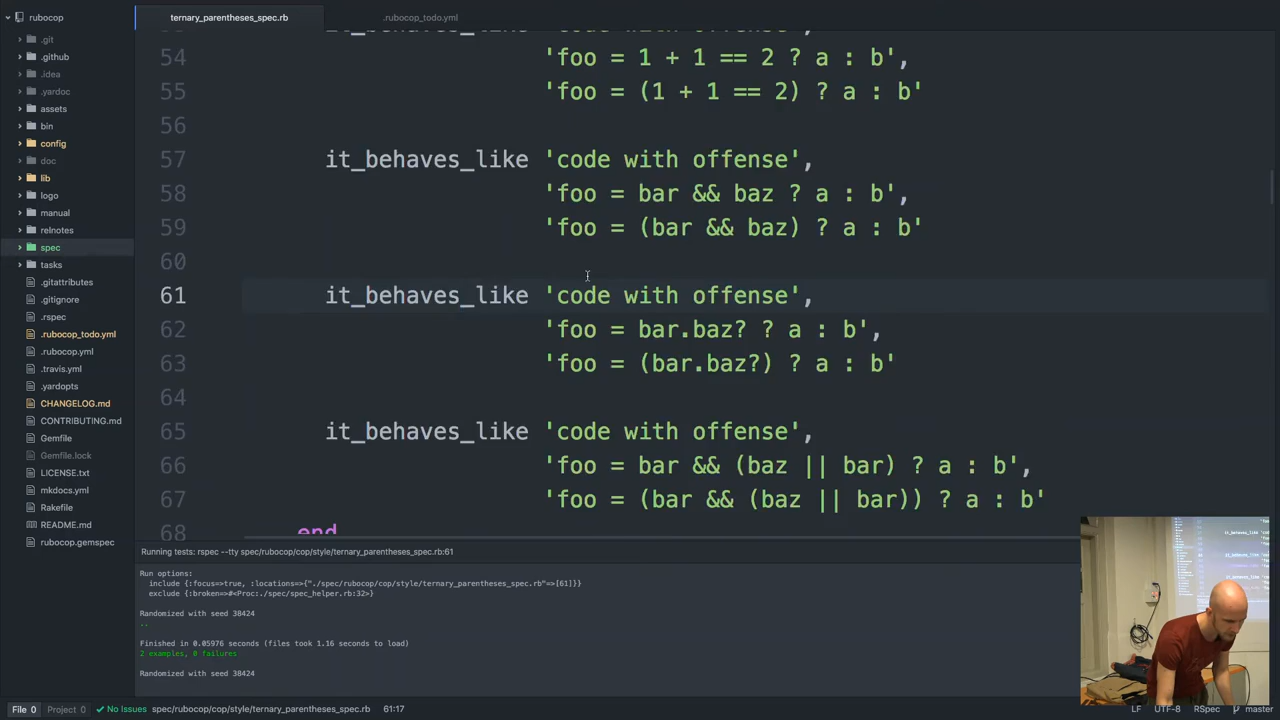 rubocop
ternary_parentheses_spec.rb
.rubocop_todo.yml
.git
.github
.idea
.yardoc
assets
bin
config
doc
lib
logo
manual
relnotes
spec
tasks
.gitattributes
.gitignore
.rspec
.rubocop_todo.yml
.rubocop.yml
.travis.yml
.yardopts
CHANGELOG.md
CONTRIBUTING.md
Gemfile
Gemfile.lock
LICENSE.txt
mkdocs.yml
Rakefile
README.md
rubocop.gemspec
54 'foo = 1 + 1 == 2 ? a : b',
55 'foo = (1 + 1 == 2) ? a : b'
56
57 it_behaves_like 'code with offense',
58 'foo = bar && baz ? a : b',
59 'foo = (bar && baz) ? a : b'
60
61 it_behaves_like 'code with offense',
62 'foo = bar.baz? ? a : b',
63 'foo = (bar.baz?) ? a : b'
64
65 it_behaves_like 'code with offense',
66 'foo = bar && (baz || bar) ? a : b',
67 'foo = (bar && (baz || bar)) ? a : b'
68 end
Running tests: rspec --tty spec/rubocop/cop/style/ternary_parentheses_spec.rb:61
Run options:
include {:focus=>true, :locations=>{"./spec/rubocop/cop/style/ternary_parentheses_spec.rb"=>[61]}}
exclude {:broken=>#<Proc:./spec/spec_helper.rb:32>}
Randomized with seed 38424
..
Finished in 0.05976 seconds (files took 1.16 seconds to load)
2 examples, 0 failures
Randomized with seed 38424
File 0 Project 0 No Issues spec/rubocop/cop/style/ternary_parentheses_spec.rb 61:17 LF UTF-8 RSpec master